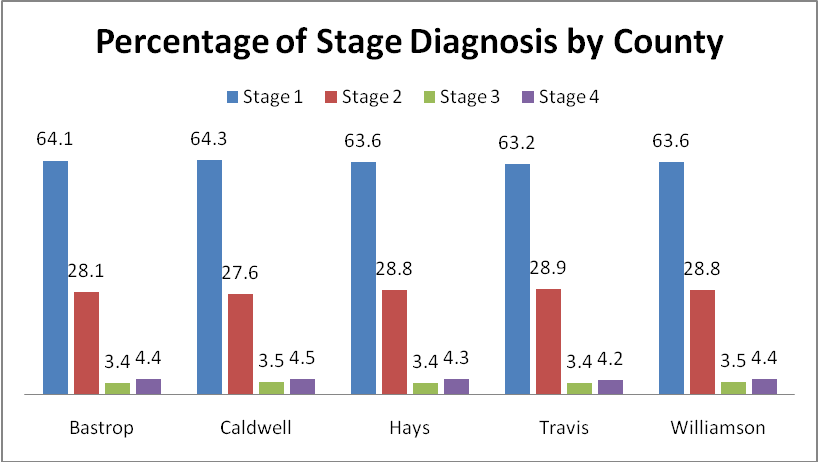 Percentage of Stage Diagnosis by County
Stage 1 Stage 2 Stage 3 Stage 4
64.1 28.1 3.4 4.4
64.3 27.6 3.5 4.5
63.6 28.8 3.4 4.3
63.2 28.9 3.4 4.2
63.6 28.8 3.5 4.4
Bastrop Caldwell Hays Travis Williamson